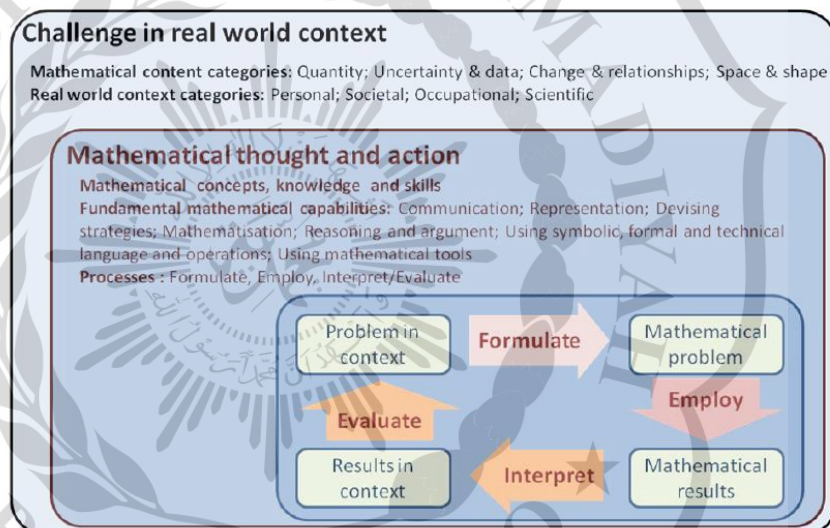 Challenge in real world context
Mathematical content categories: Quantity; Uncertainty & data; Change & relationships; Space & shape
Real world context categories: Personal; Societal; Occupational; Scientific
Mathematical thought and action
Mathematical concepts, knowledge and skills
Fundamental mathematical capabilities: Communication; Representation; Devising
strategies; Mathematisation; Reasoning and argument; Using symbolic, formal and technical
language and operations; Using mathematical tools
Processes : Formulate, Employ, Interpret/Evaluate
Problem in
context
Formulate
Mathematical
problem
Employ
Evaluate
Results in
context
Interpret
Mathematical
results
MADIYAH